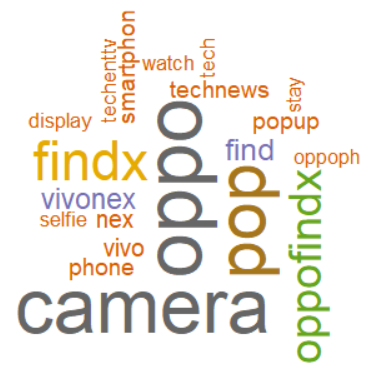 smartphon
techenttv
tech
watch
technews
stay
display
popup
findx
oppo
find
oppoph
vivonex
pop
oppofindx
selfie
nex
vivo
phone
camera